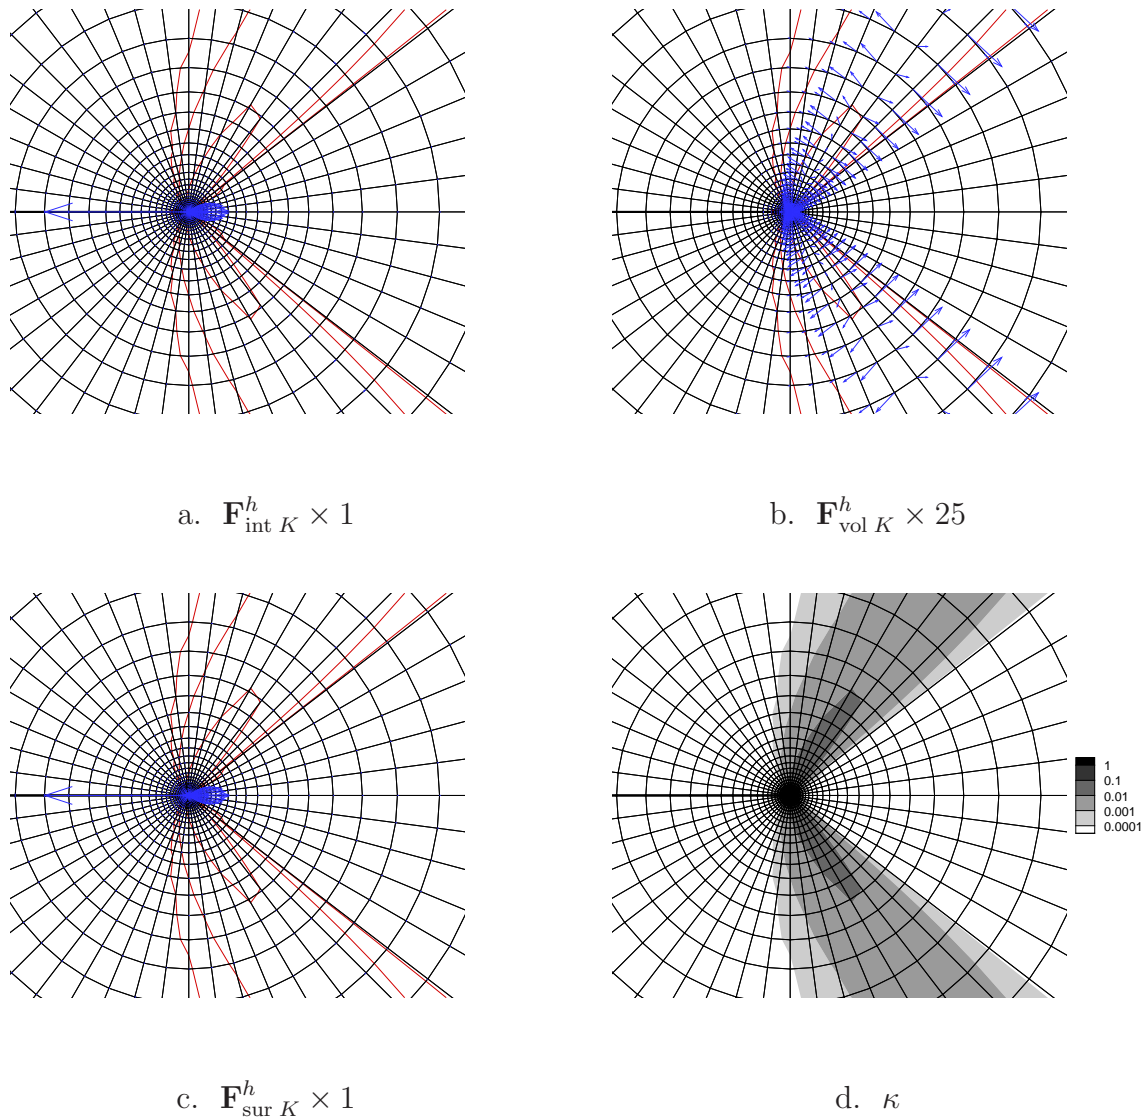 a. F^h_int K × 1
b. F^h_vol K × 25
1
0.1
0.01
0.001
0.0001
c. F^h_sur K × 1
d. κ